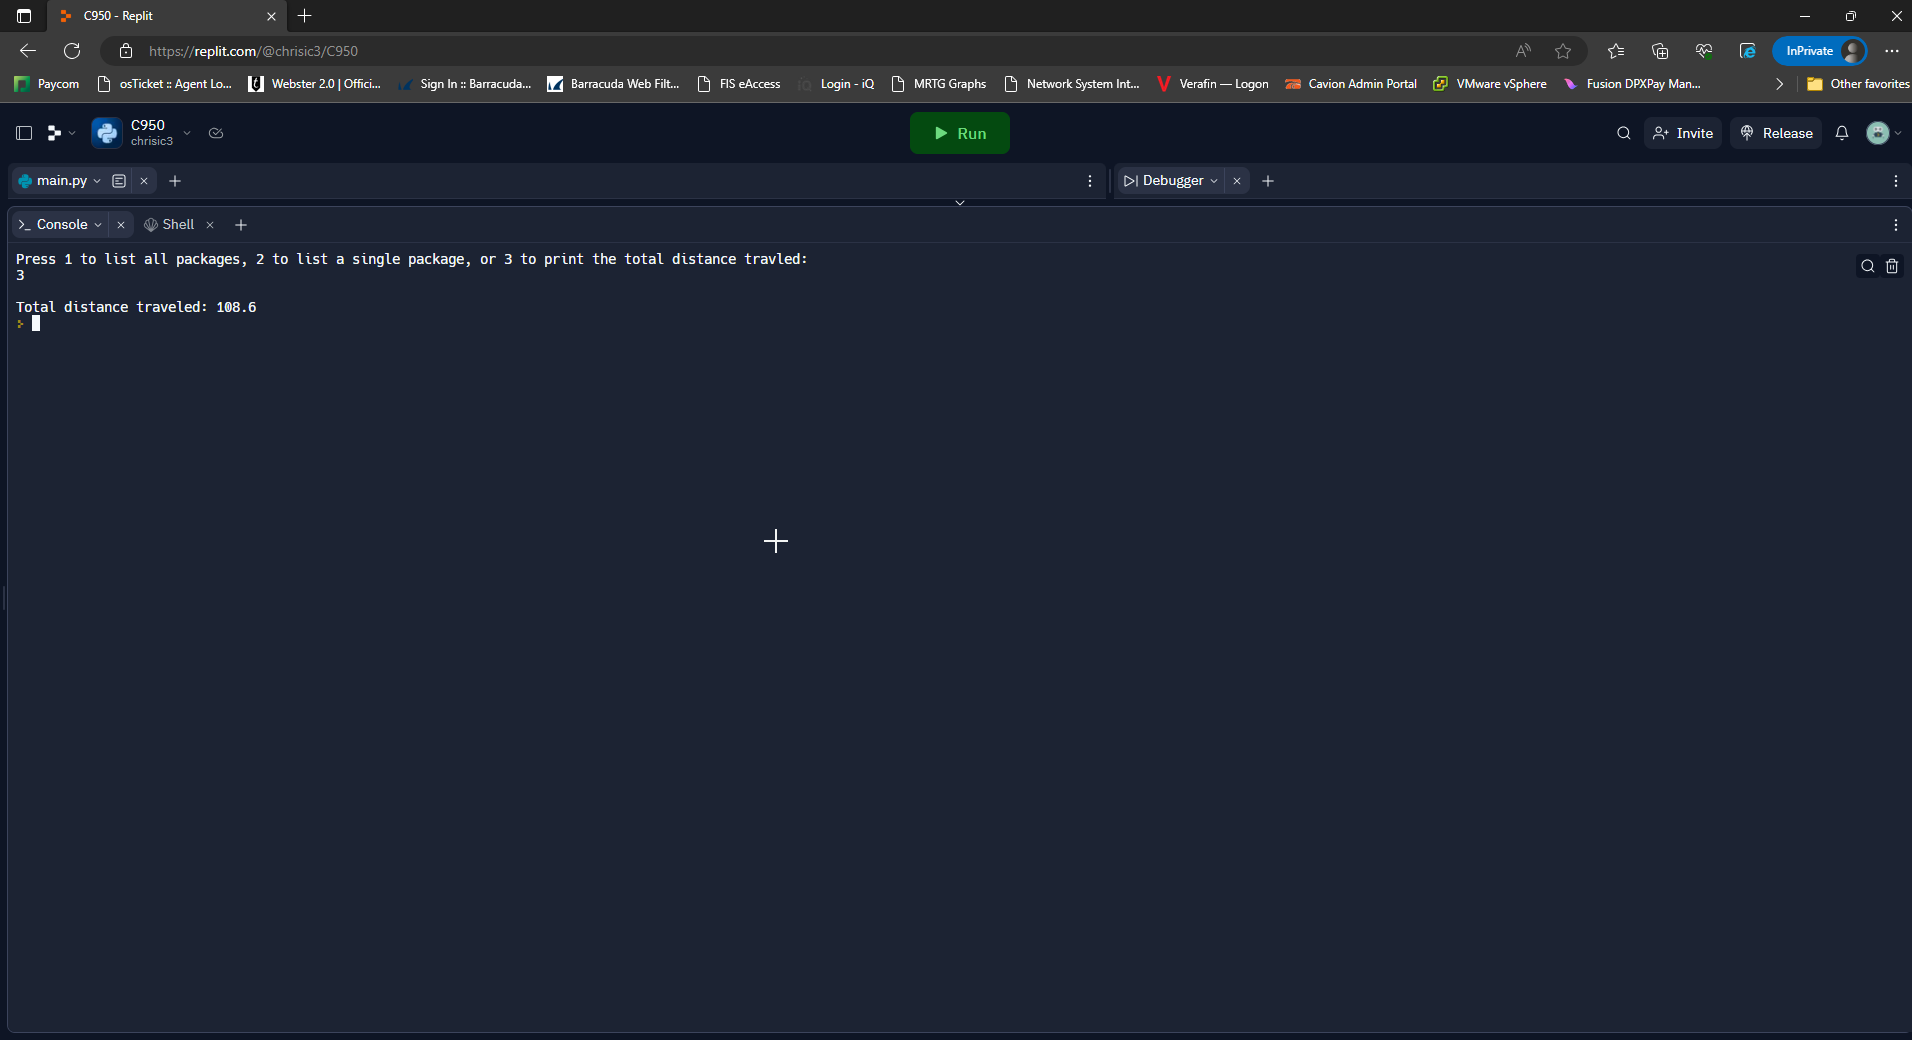 C950 - Replit
https://replit.com/@chrisic3/C950
InPrivate
Paycom
osTicket :: Agent Lo...
Webster 2.0 | Offici...
Sign In :: Barracuda...
Barracuda Web Filt...
FIS eAccess
Login - iQ
MRTG Graphs
Network System Int...
Verafin — Logon
Cavion Admin Portal
VMware vSphere
Fusion DPXPay Man...
Other favorites
C950
chrisic3
Run
Invite
Release
main.py
Debugger
Console
Shell
Press 1 to list all packages, 2 to list a single package, or 3 to print the total distance travled:
3
Total distance traveled: 108.6